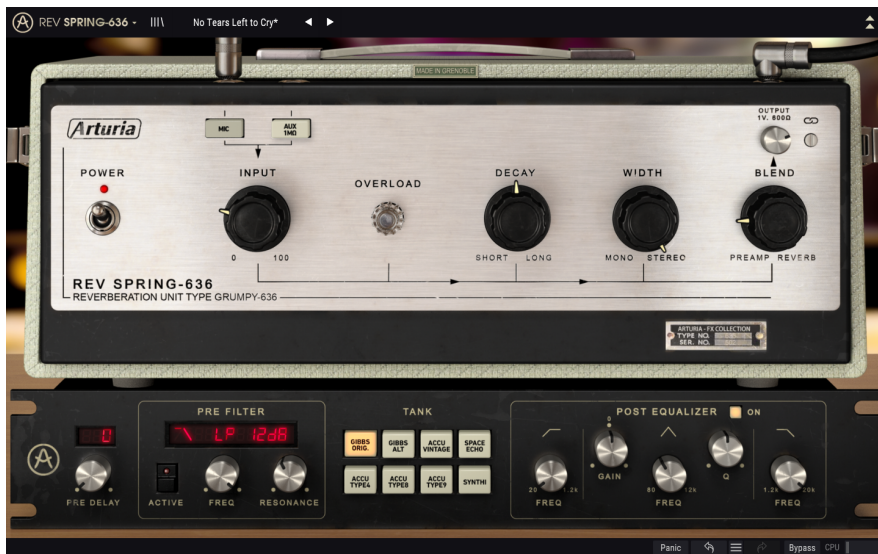 REV SPRING-636
No Tears Left to Cry*
MADE IN GRENOBLE
Arturia
MIC
AUX
1MΩ
OUTPUT
1V. 600Ω
POWER
INPUT
OVERLOAD
DECAY
WIDTH
BLEND
0 100
SHORT LONG
MONO STEREO
PREAMP REVERB
REV SPRING-636
REVERBERATION UNIT TYPE GRUMPY-636
ARTURIA - FX COLLECTION
TYPE NO.
SER. NO.
PRE FILTER
TANK
POST EQUALIZER
ON
0
LP 12dB
GIBBS
ORIG.
GIBBS
ALT
ACCU
VINTAGE
SPACE
ECHO
ACCU
TYPE4
ACCU
TYPE8
ACCU
TYPE9
SYNTHI
PRE DELAY
ACTIVE
FREQ
RESONANCE
0
GAIN
Q
20 1.2k
FREQ
80 12k
FREQ
1.2k 20k
FREQ
Panic
Bypass
CPU